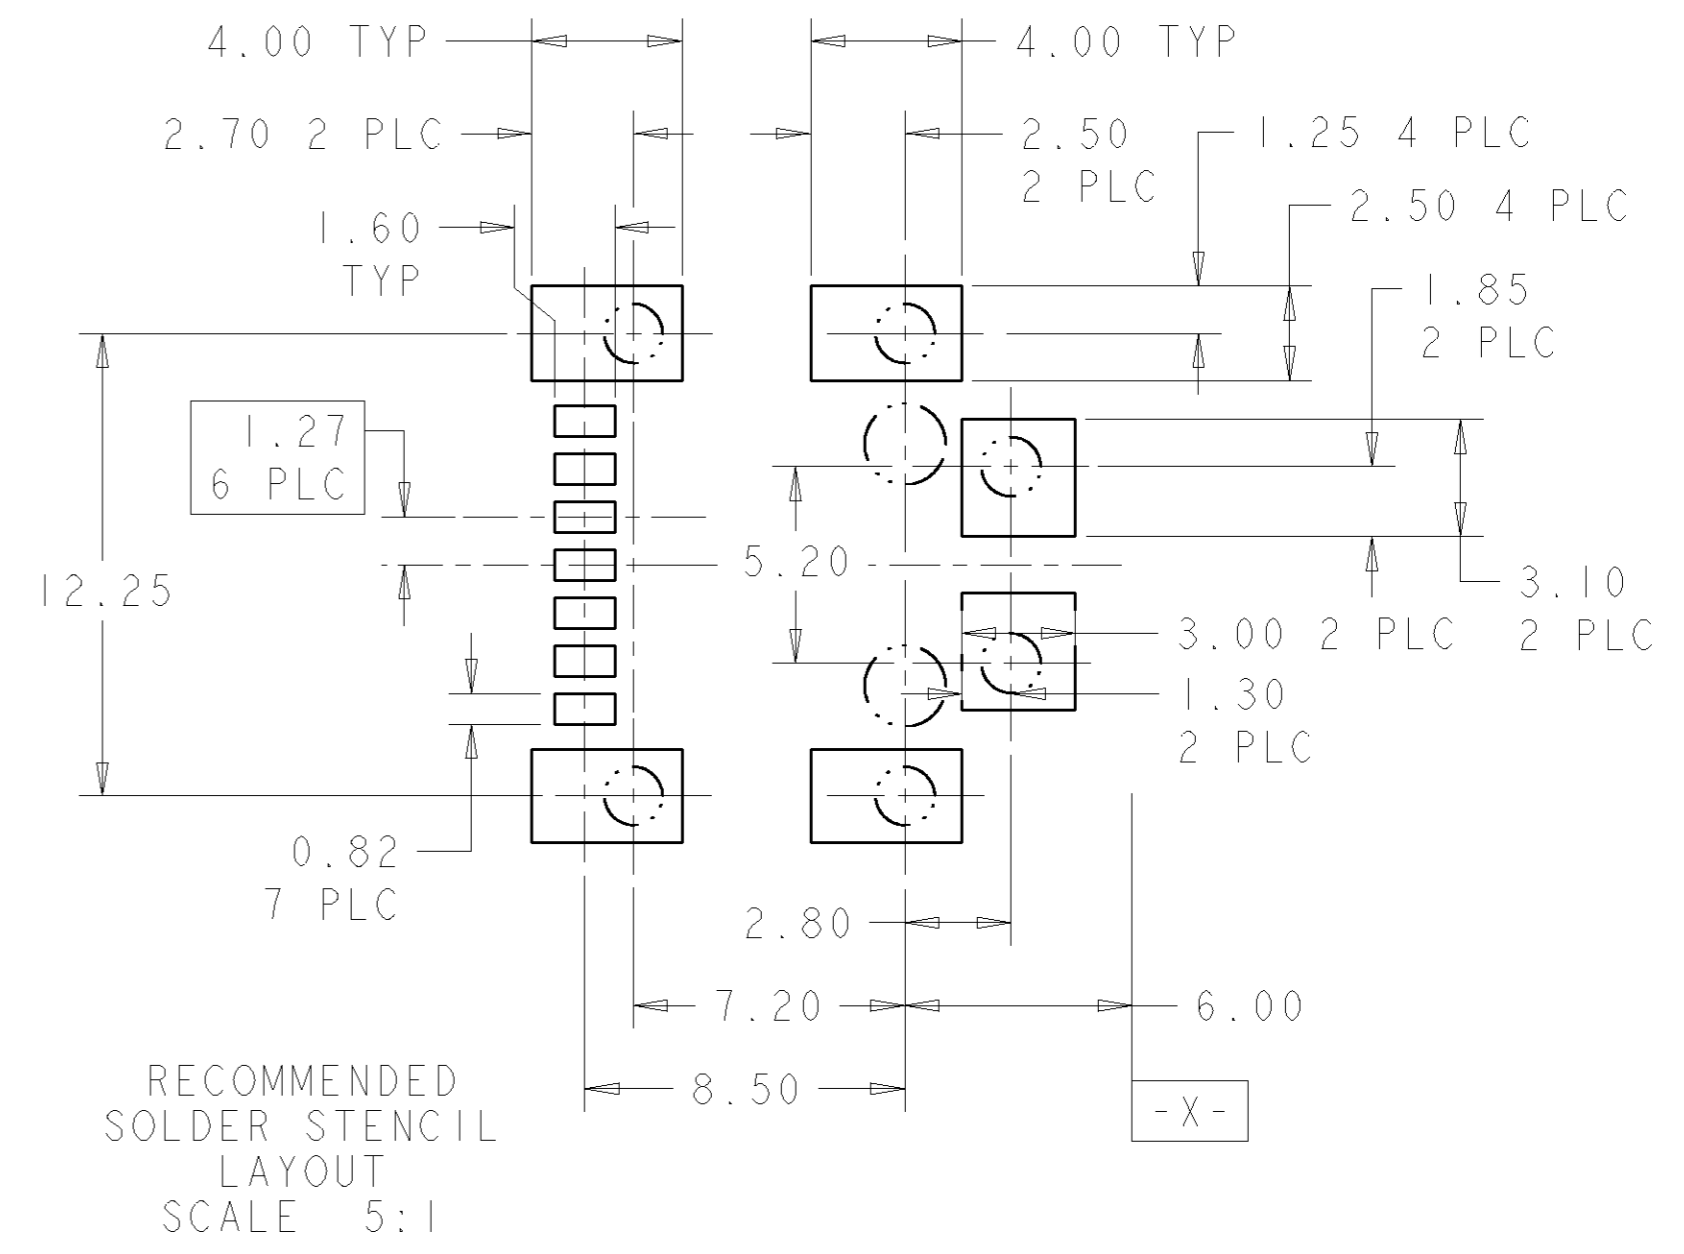 4.00 TYP
4.00 TYP
2.70 2 PLC
2.50
2 PLC
1.25 4 PLC
2.50 4 PLC
1.60
TYP
1.85
2 PLC
1.27
6 PLC
12.25
5.20
3.10
2 PLC
3.00 2 PLC
1.30
2 PLC
0.82
7 PLC
2.80
7.20
6.00
8.50
-X-
RECOMMENDED
SOLDER STENCIL
LAYOUT
SCALE 5:1